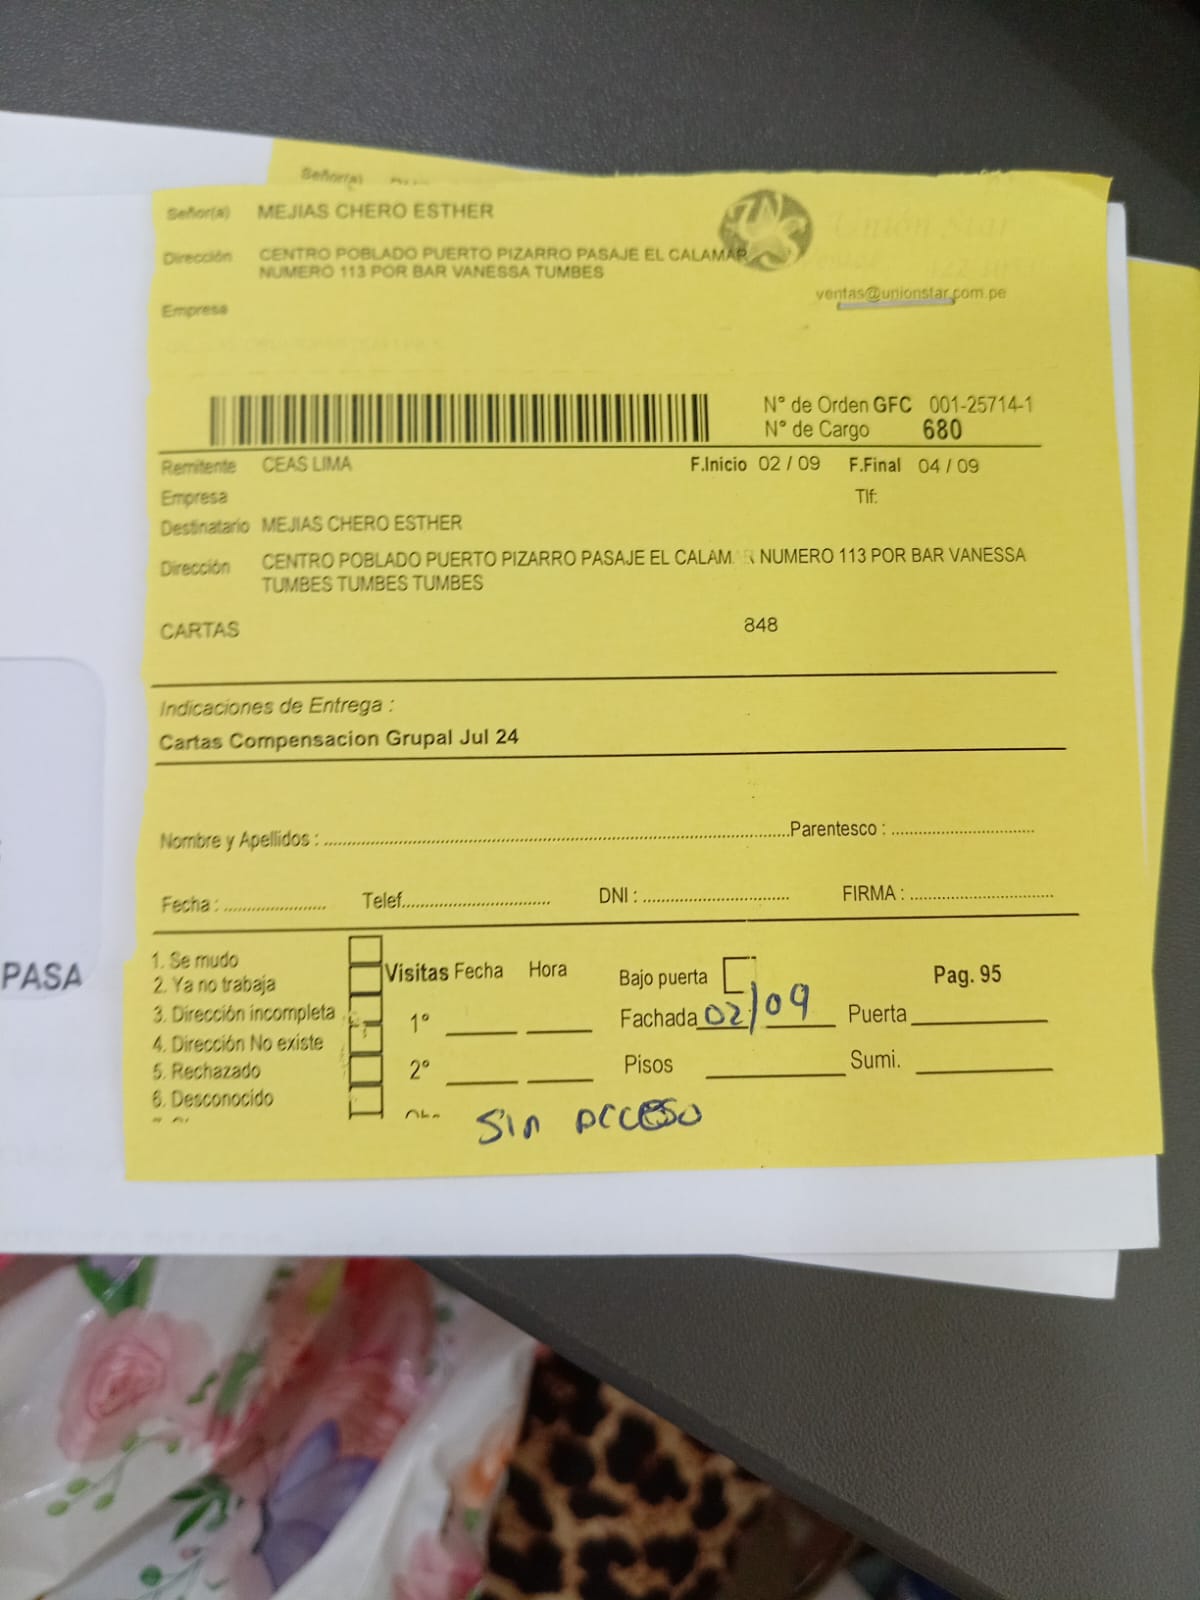 Señor(a)
Señor(a) MEJIAS CHERO ESTHER
Dirección CENTRO POBLADO PUERTO PIZARRO PASAJE EL CALAMAR
NUMERO 113 POR BAR VANESSA TUMBES
Unión Star
ventas@unionstar.com.pe
Empresa
N° de Orden GFC 001-25714-1
N° de Cargo 680
Remitente CEAS LIMA F.Inicio 02 / 09 F.Final 04 / 09
Empresa Tlf:
Destinatario MEJIAS CHERO ESTHER
Dirección CENTRO POBLADO PUERTO PIZARRO PASAJE EL CALAM R NUMERO 113 POR BAR VANESSA
TUMBES TUMBES TUMBES
CARTAS 848
Indicaciones de Entrega :
Cartas Compensacion Grupal Jul 24
Nombre y Apellidos : Parentesco :
Fecha : Telef. DNI : FIRMA :
1. Se mudo
2. Ya no trabaja
3. Dirección incompleta
4. Dirección No existe
5. Rechazado
6. Desconocido
Visitas Fecha Hora
1°
2°
Bajo puerta Pag. 95
Fachada 02/09 Puerta
Pisos Sumi.
Sin acceso
PASA